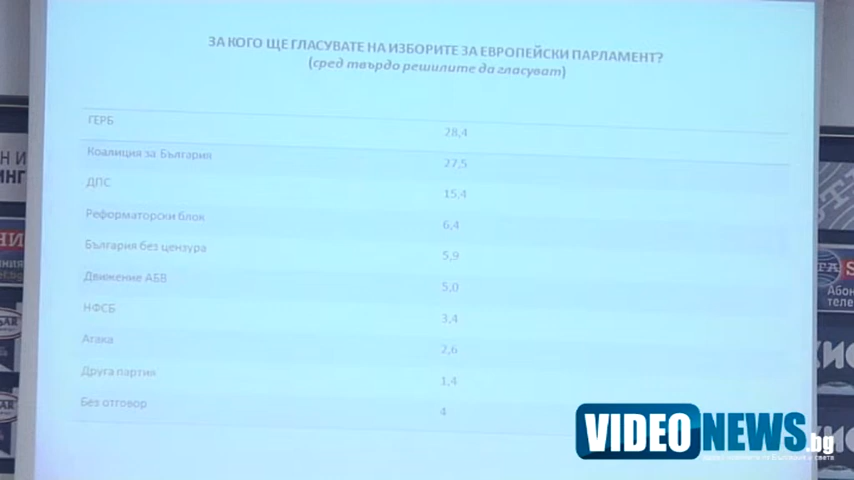 ЗА КОГО ЩЕ ГЛАСУВАТЕ НА ИЗБОРИТЕ ЗА ЕВРОПЕЙСКИ ПАРЛАМЕНТ?
(сред твърдо решилите да гласуват)
ГЕРБ 28,4
Коалиция за България 27,5
ДПС 15,4
Реформаторски блок 6,4
България без цензура 5,9
Движение АБВ 5,0
НФСБ 3,4
Атака 2,6
Друга партия 1,4
Без отговор 4
VIDEONEWS.bg